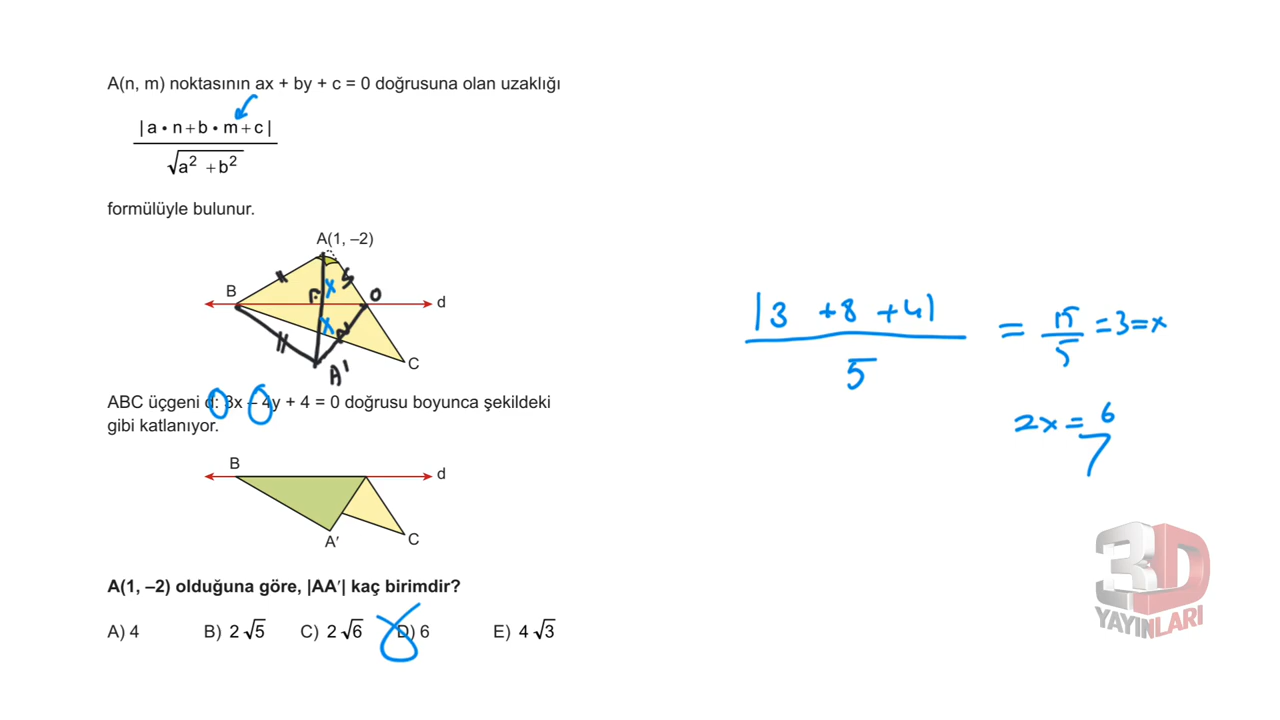 A(n, m) noktasının ax + by + c = 0 doğrusuna olan uzaklığı
|a • n + b • m + c|
√a² + b²
formülüyle bulunur.
A(1, –2)
B
d
C
O
x
x
A'
ABC üçgeni d: 3x – 4y + 4 = 0 doğrusu boyunca şekildeki
gibi katlanıyor.
B
d
A′
C
A(1, –2) olduğuna göre, |AA′| kaç birimdir?
A) 4 B) 2√5 C) 2√6 D) 6 E) 4√3
|3 +8 +4|
5
= 15/5 = 3 = x
2x = 6
3D
YAYINLARI